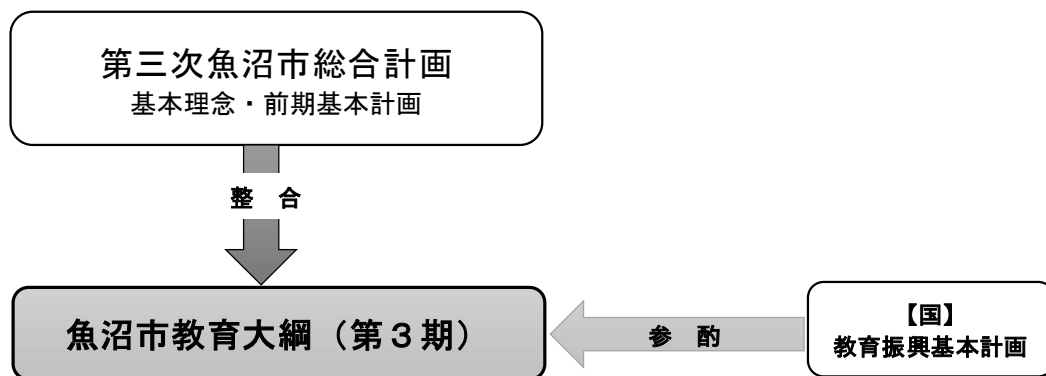 第三次魚沼市総合計画
基本理念・前期基本計画
整　合
魚沼市教育大綱（第３期）
参　酌
【国】
教育振興基本計画